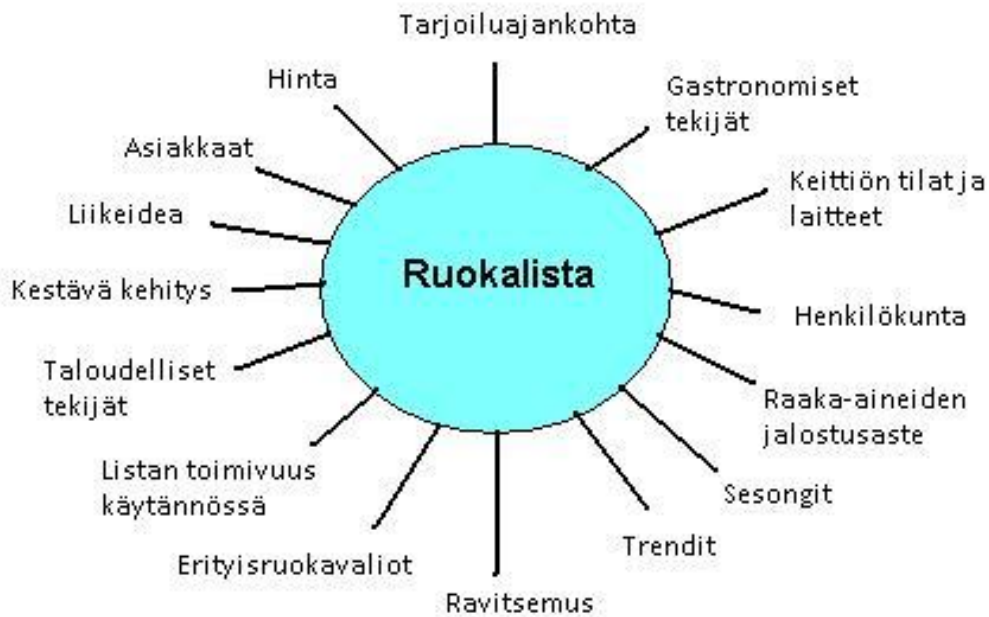 Tarjoiluajankohta
Hinta
Gastronomiset
tekijät
Asiakkaat
Keittiön tilat ja
laitteet
Liikeidea
Ruokalista
Kestävä kehitys
Henkilökunta
Taloudelliset
tekijät
Raaka-aineiden
jalostusaste
Listan toimivuus
käytännössä
Sesongit
Trendit
Erityisruokavaliot
Ravitsemus